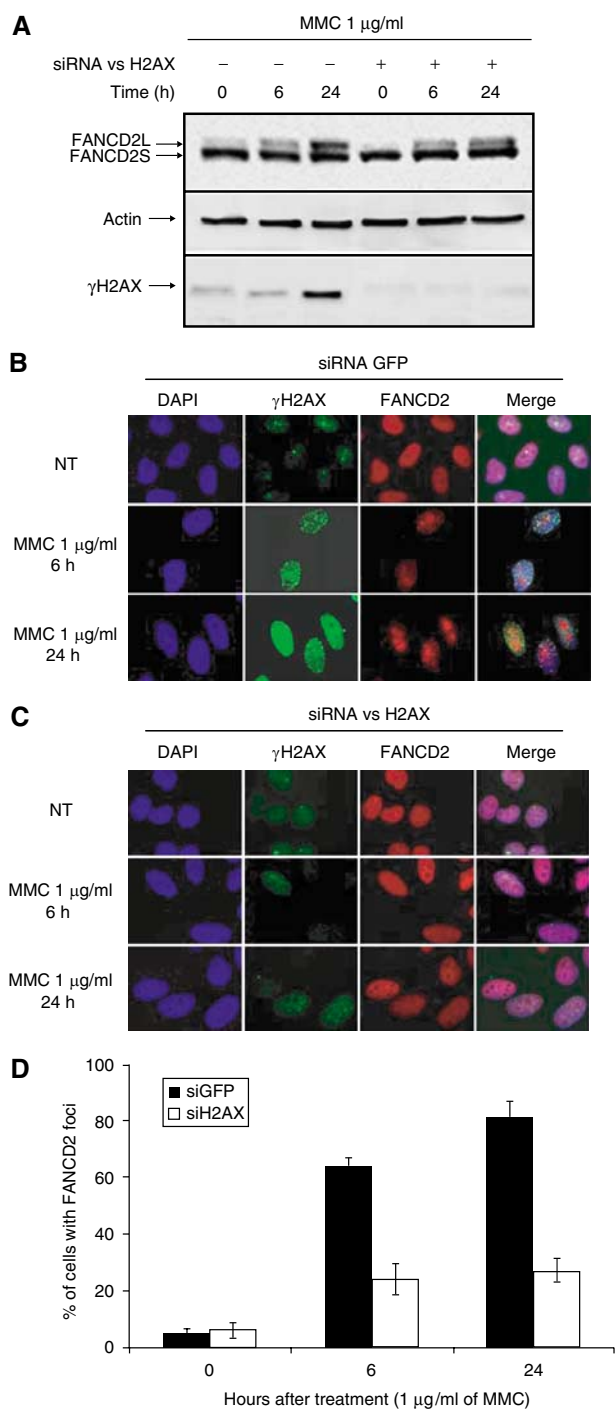 A
MMC 1 μg/ml
siRNA vs H2AX – – – + + +
Time (h) 0 6 24 0 6 24
FANCD2L
FANCD2S
Actin
γH2AX
B
siRNA GFP
DAPI γH2AX FANCD2 Merge
NT
MMC 1 μg/ml
6 h
MMC 1 μg/ml
24 h
C
siRNA vs H2AX
DAPI γH2AX FANCD2 Merge
NT
MMC 1 μg/ml
6 h
MMC 1 μg/ml
24 h
D
% of cells with FANCD2 foci
100
80
60
40
20
0
siGFP
siH2AX
0 6 24
Hours after treatment (1 μg/ml of MMC)